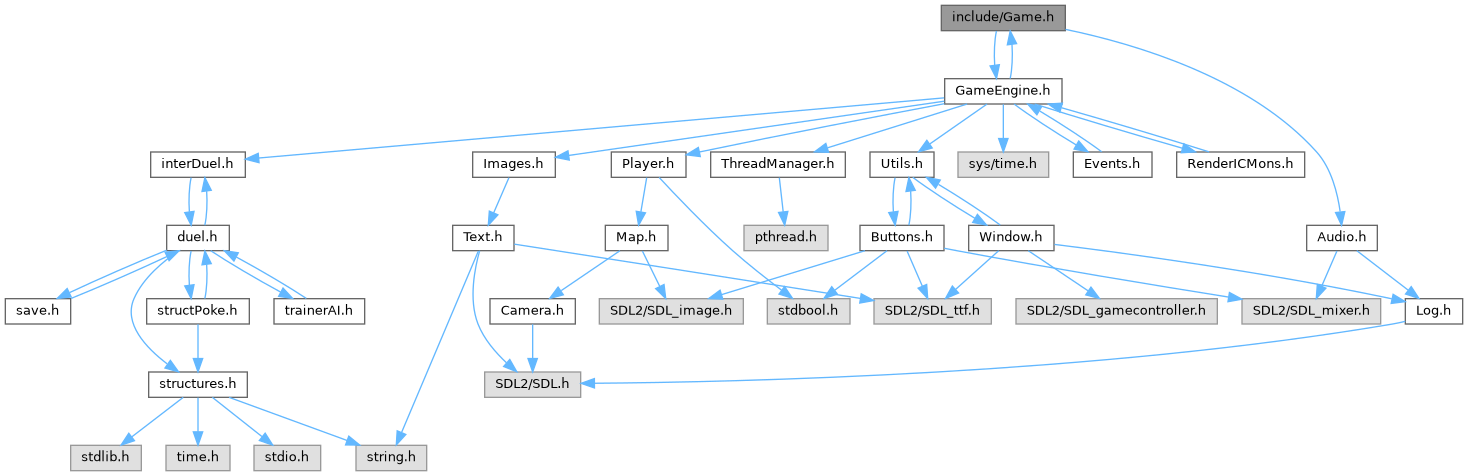 include/Game.h
GameEngine.h
interDuel.h
Images.h
Player.h
ThreadManager.h
Utils.h
sys/time.h
Events.h
RenderICMons.h
duel.h
Text.h
Map.h
pthread.h
Buttons.h
Window.h
Audio.h
save.h
structPoke.h
trainerAI.h
Camera.h
SDL2/SDL_image.h
stdbool.h
SDL2/SDL_ttf.h
SDL2/SDL_gamecontroller.h
SDL2/SDL_mixer.h
Log.h
structures.h
SDL2/SDL.h
stdlib.h
time.h
stdio.h
string.h